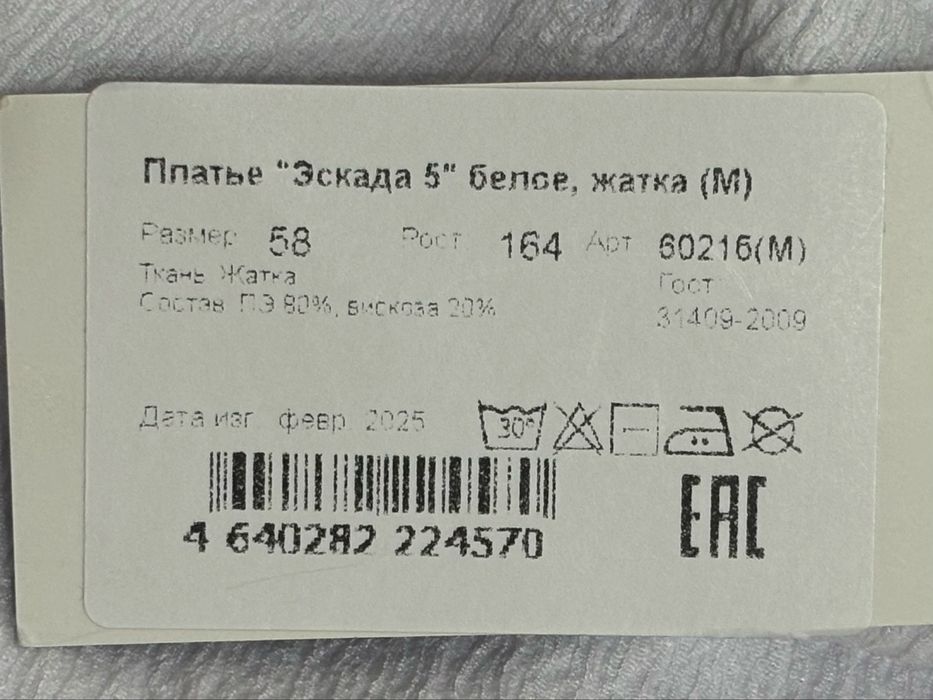 Платье "Эскада 5" белое, жатка (М)
Размер 58 Рост 164 Арт 60216(М)
Ткань Жатка Гост
Состав ПЭ 80%, вискоза 20% 31409-2009
Дата изг февр 2025 30°
4 640282 224570
EAC